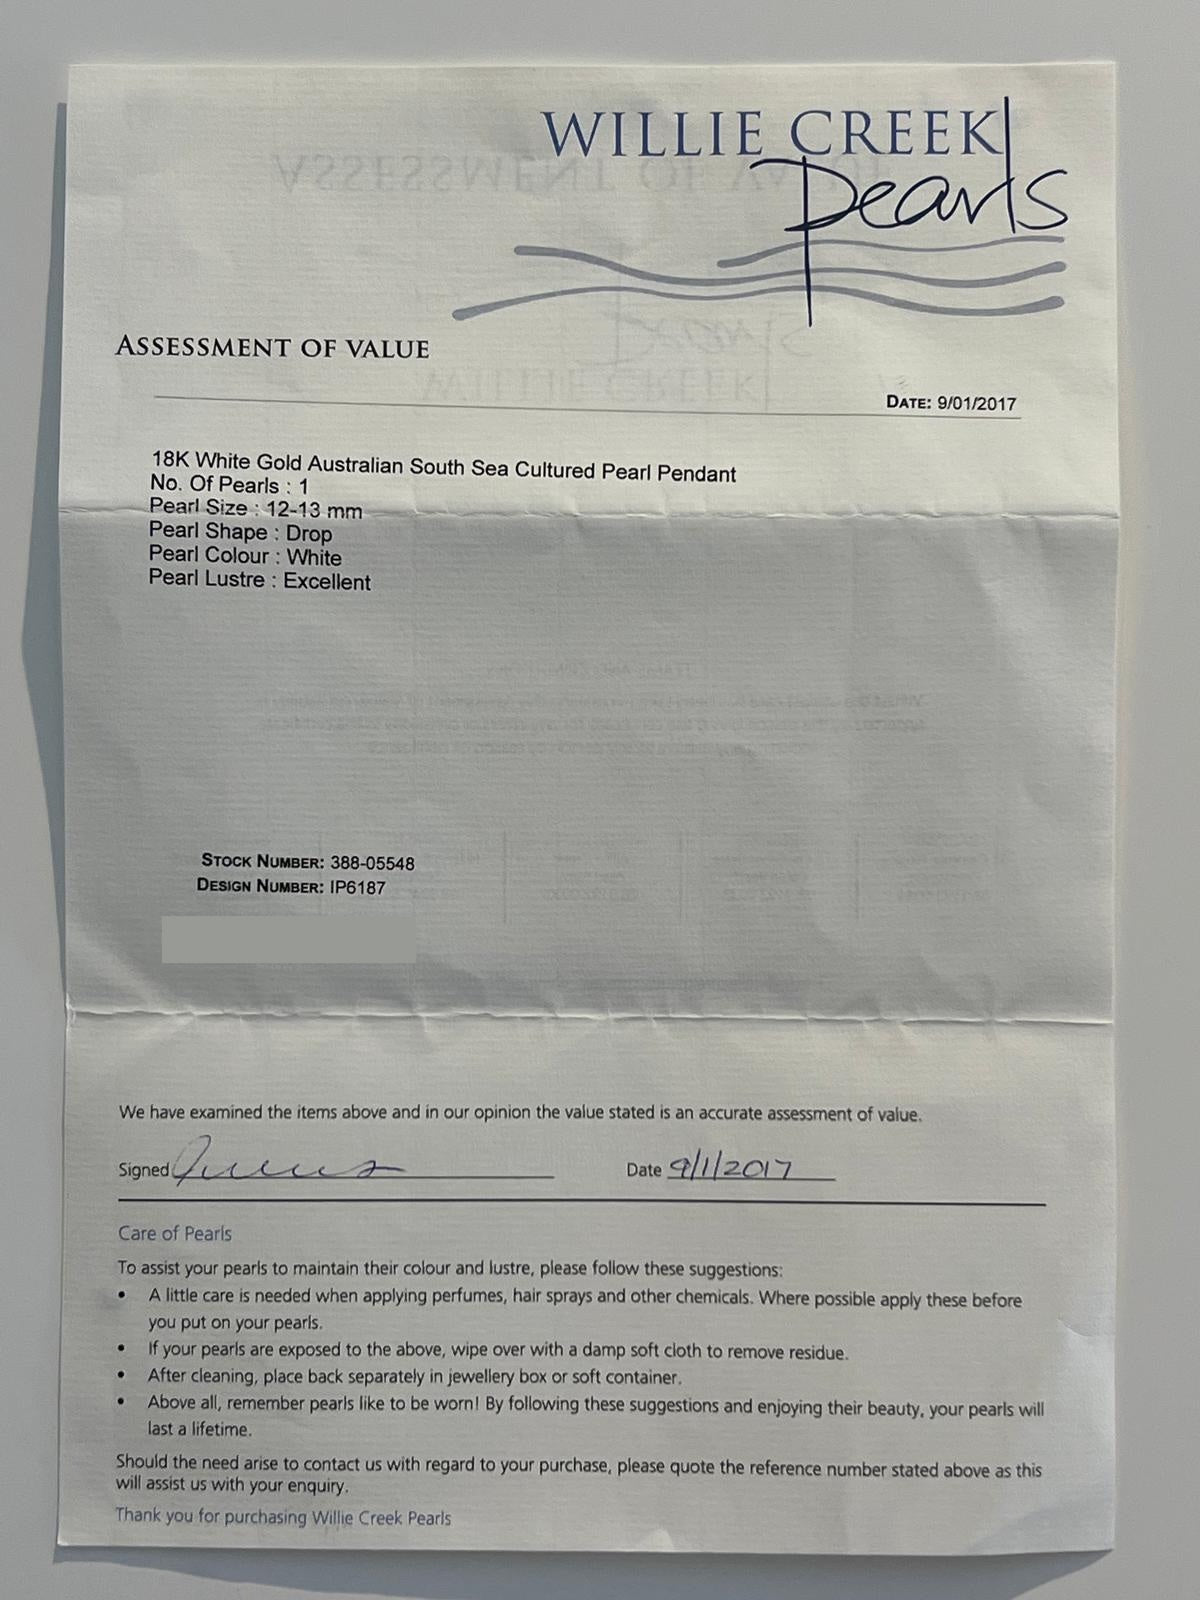 WILLIE CREEK
pearls
ASSESSMENT OF VALUE
DATE: 9/01/2017
18K White Gold Australian South Sea Cultured Pearl Pendant
No. Of Pearls : 1
Pearl Size : 12-13 mm
Pearl Shape : Drop
Pearl Colour : White
Pearl Lustre : Excellent
STOCK NUMBER: 388-05548
DESIGN NUMBER: IP6187
We have examined the items above and in our opinion the value stated is an accurate assessment of value.
Signed Date 9/1/2017
Care of Pearls
To assist your pearls to maintain their colour and lustre, please follow these suggestions:
• A little care is needed when applying perfumes, hair sprays and other chemicals. Where possible apply these before
you put on your pearls.
• If your pearls are exposed to the above, wipe over with a damp soft cloth to remove residue.
• After cleaning, place back separately in jewellery box or soft container.
• Above all, remember pearls like to be worn! By following these suggestions and enjoying their beauty, your pearls will
last a lifetime.
Should the need arise to contact us with regard to your purchase, please quote the reference number stated above as this
will assist us with your enquiry.
Thank you for purchasing Willie Creek Pearls